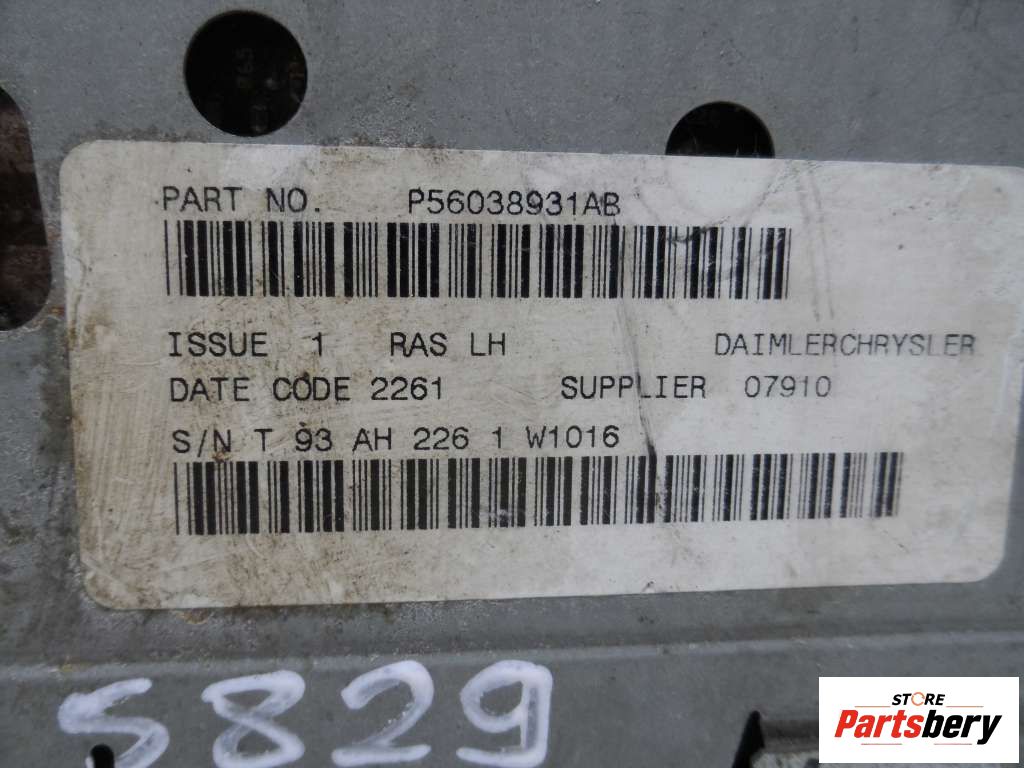 PART NO. P56038931AB
ISSUE 1 RAS LH DAIMLERCHRYSLER
DATE CODE 2261 SUPPLIER 07910
S/N T 93 AH 226 1 W1016
5829
STORE
Partsbery